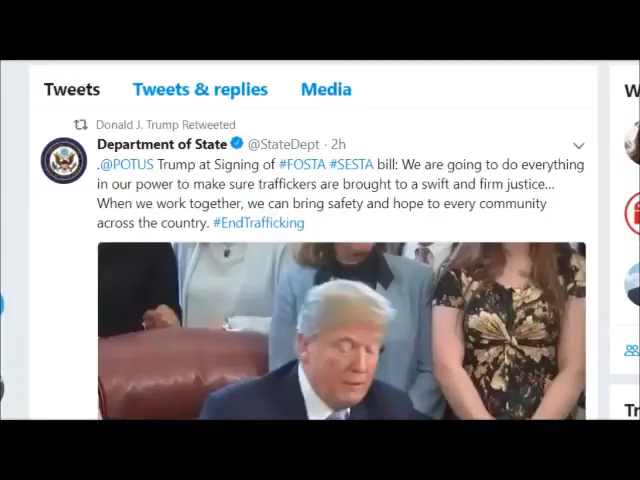 Tweets Tweets & replies Media
Donald J. Trump Retweeted
Department of State @StateDept · 2h
.@POTUS Trump at Signing of #FOSTA #SESTA bill: We are going to do everything
in our power to make sure traffickers are brought to a swift and firm justice...
When we work together, we can bring safety and hope to every community
across the country. #EndTrafficking
W
Tr